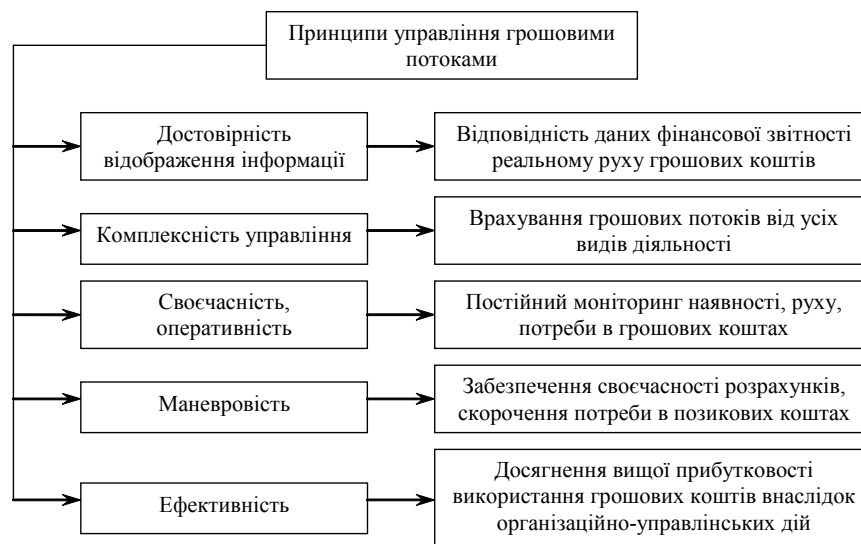 Принципи управління грошовими
потоками
Достовірність
відображення інформації
Відповідність даних фінансової звітності
реальному руху грошових коштів
Комплексність управління
Врахування грошових потоків від усіх
видів діяльності
Своєчасність,
оперативність
Постійний моніторинг наявності, руху,
потреби в грошових коштах
Маневровість
Забезпечення своєчасності розрахунків,
скорочення потреби в позикових коштах
Ефективність
Досягнення вищої прибутковості
використання грошових коштів внаслідок
організаційно-управлінських дій